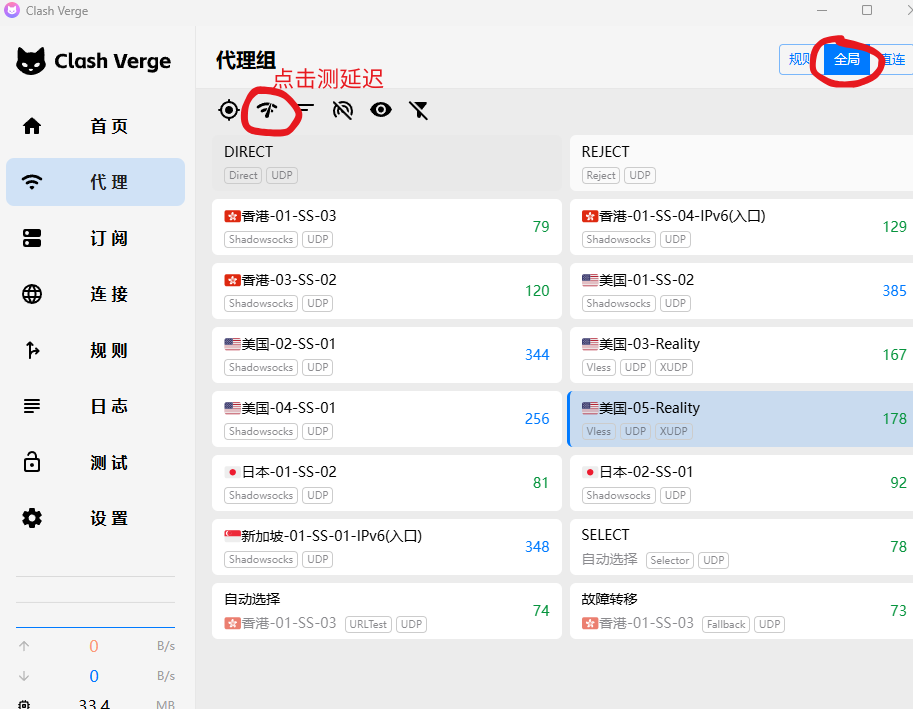 Clash Verge
Clash Verge
首页
代理
订阅
连接
规则
日志
测试
设置
0 B/s
0 B/s
33.4 MB
代理组
规则 全局 直连
点击测延迟
DIRECT
Direct UDP
REJECT
Reject UDP
香港-01-SS-03
Shadowsocks UDP
79
香港-01-SS-04-IPv6(入口)
Shadowsocks UDP
129
香港-03-SS-02
Shadowsocks UDP
120
美国-01-SS-02
Shadowsocks UDP
385
美国-02-SS-01
Shadowsocks UDP
344
美国-03-Reality
Vless UDP XUDP
167
美国-04-SS-01
Shadowsocks UDP
256
美国-05-Reality
Vless UDP XUDP
178
日本-01-SS-02
Shadowsocks UDP
81
日本-02-SS-01
Shadowsocks UDP
92
新加坡-01-SS-01-IPv6(入口)
Shadowsocks UDP
348
SELECT
自动选择 Selector UDP
78
自动选择
香港-01-SS-03 URLTest UDP
74
故障转移
香港-01-SS-03 Fallback UDP
73